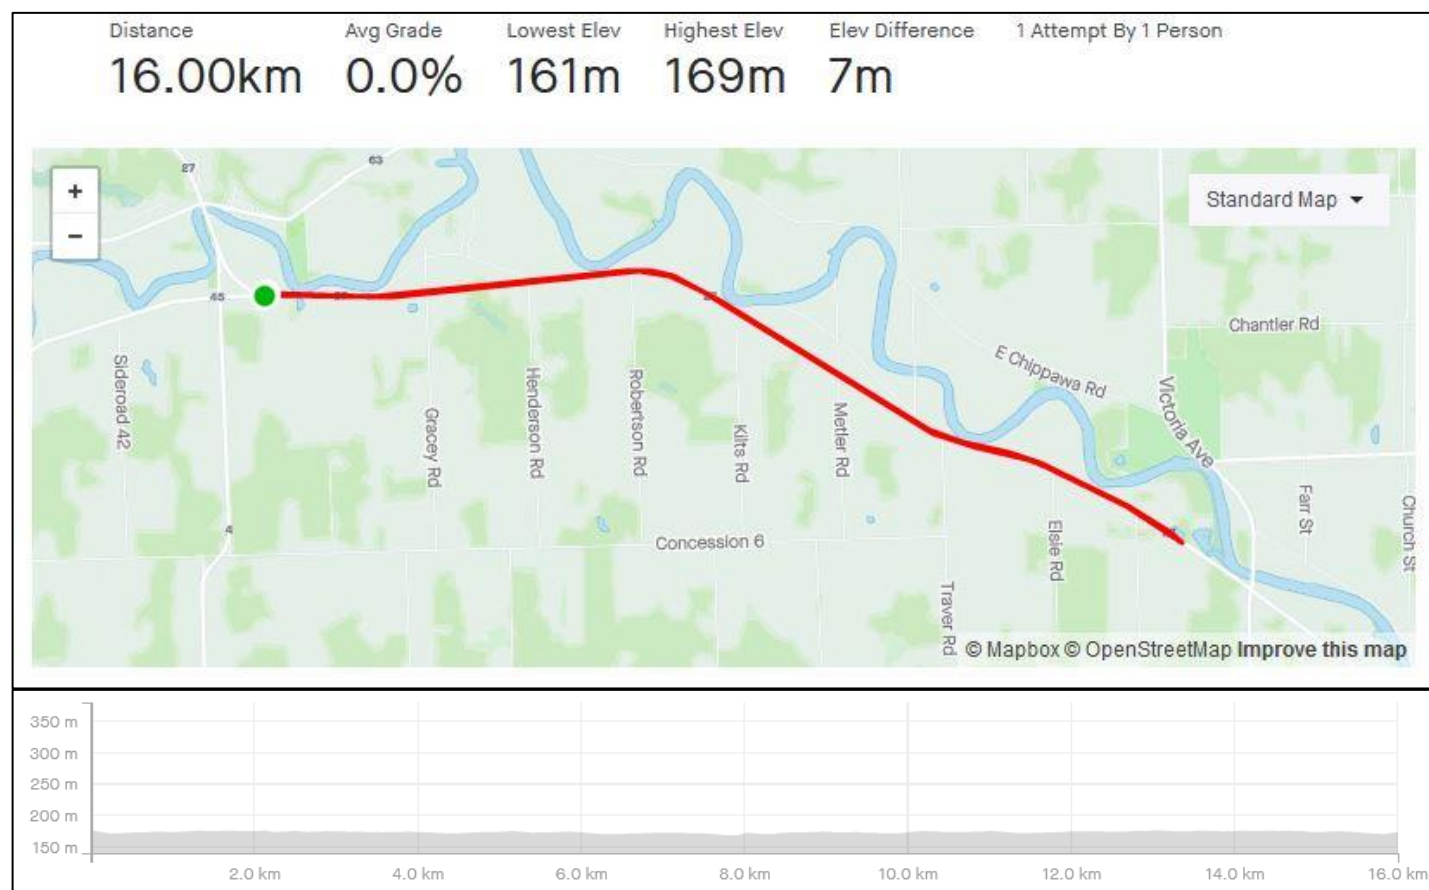 Distance Avg Grade Lowest Elev Highest Elev Elev Difference 1 Attempt By 1 Person
16.00km 0.0% 161m 169m 7m
27
63
+
Standard Map
−
45
Chantler Rd
E Chippawa Rd
Sideroad 42
Gracey Rd
Henderson Rd
Robertson Rd
Kilts Rd
Metler Rd
Victoria Ave
4
Concession 6
Elsie Rd
Farr St
Church St
Traver Rd
© Mapbox © OpenStreetMap Improve this map
350 m
300 m
250 m
200 m
150 m
2.0 km 4.0 km 6.0 km 8.0 km 10.0 km 12.0 km 14.0 km 16.0 km